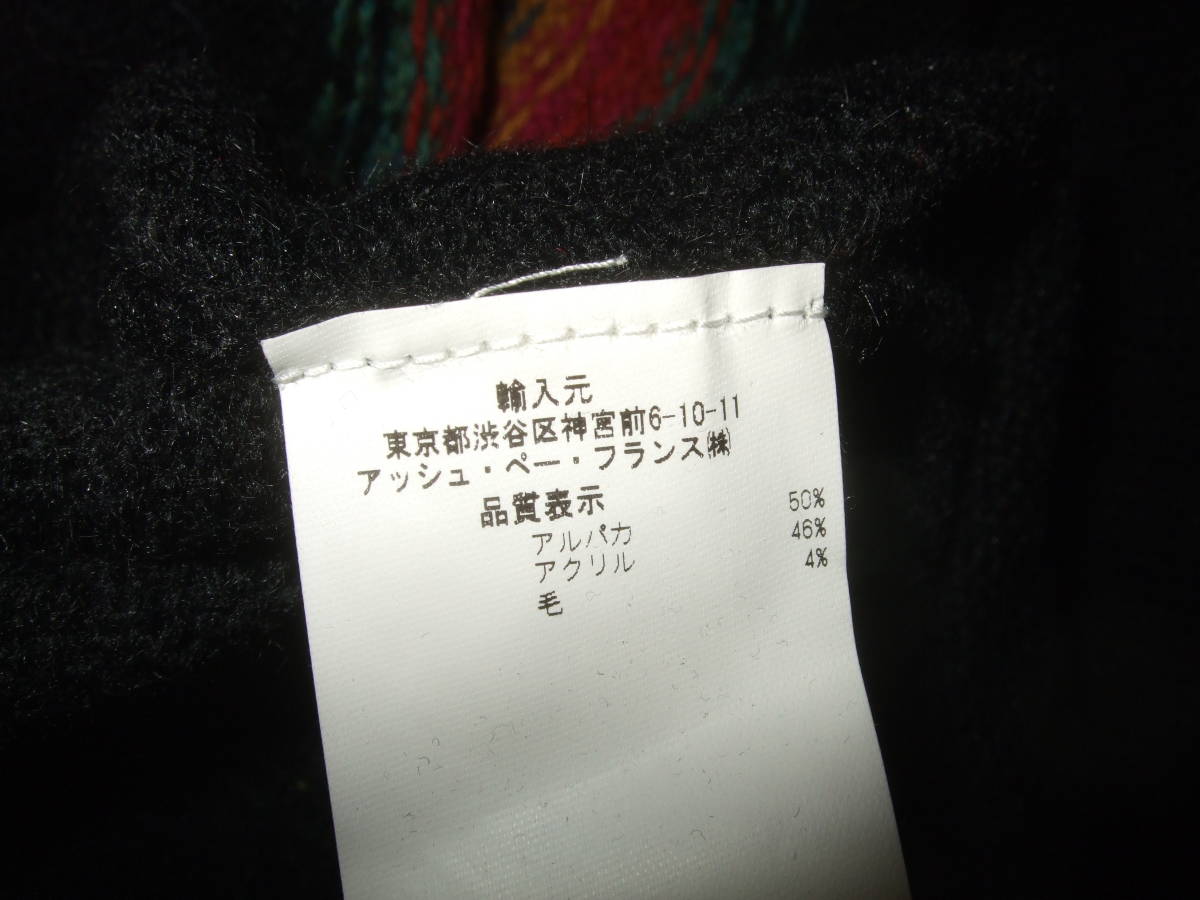 輸入元
東京都渋谷区神宮前6-10-11
アッシュ・ペー・フランス㈱
品質表示
アルパカ 50%
アクリル 46%
毛 4%